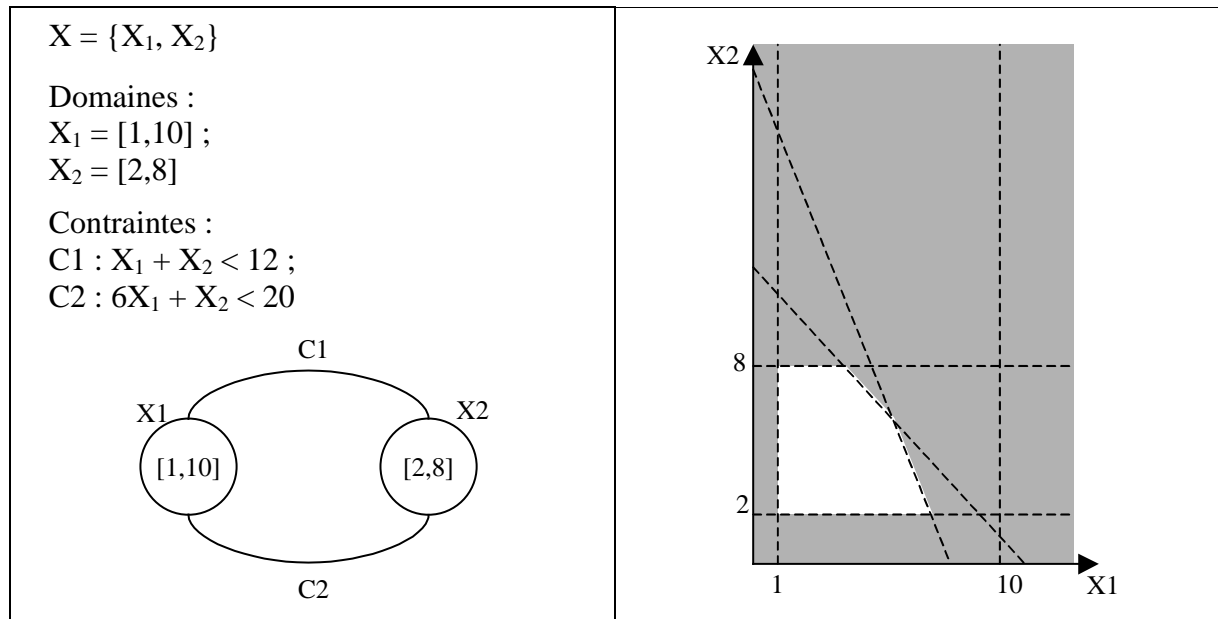 X = {X₁, X₂}
Domaines :
X₁ = [1,10] ;
X₂ = [2,8]
Contraintes :
C1 : X₁ + X₂ < 12 ;
C2 : 6X₁ + X₂ < 20
C1
X1
X2
[1,10]
[2,8]
C2
X2
8
2
1
10
X1